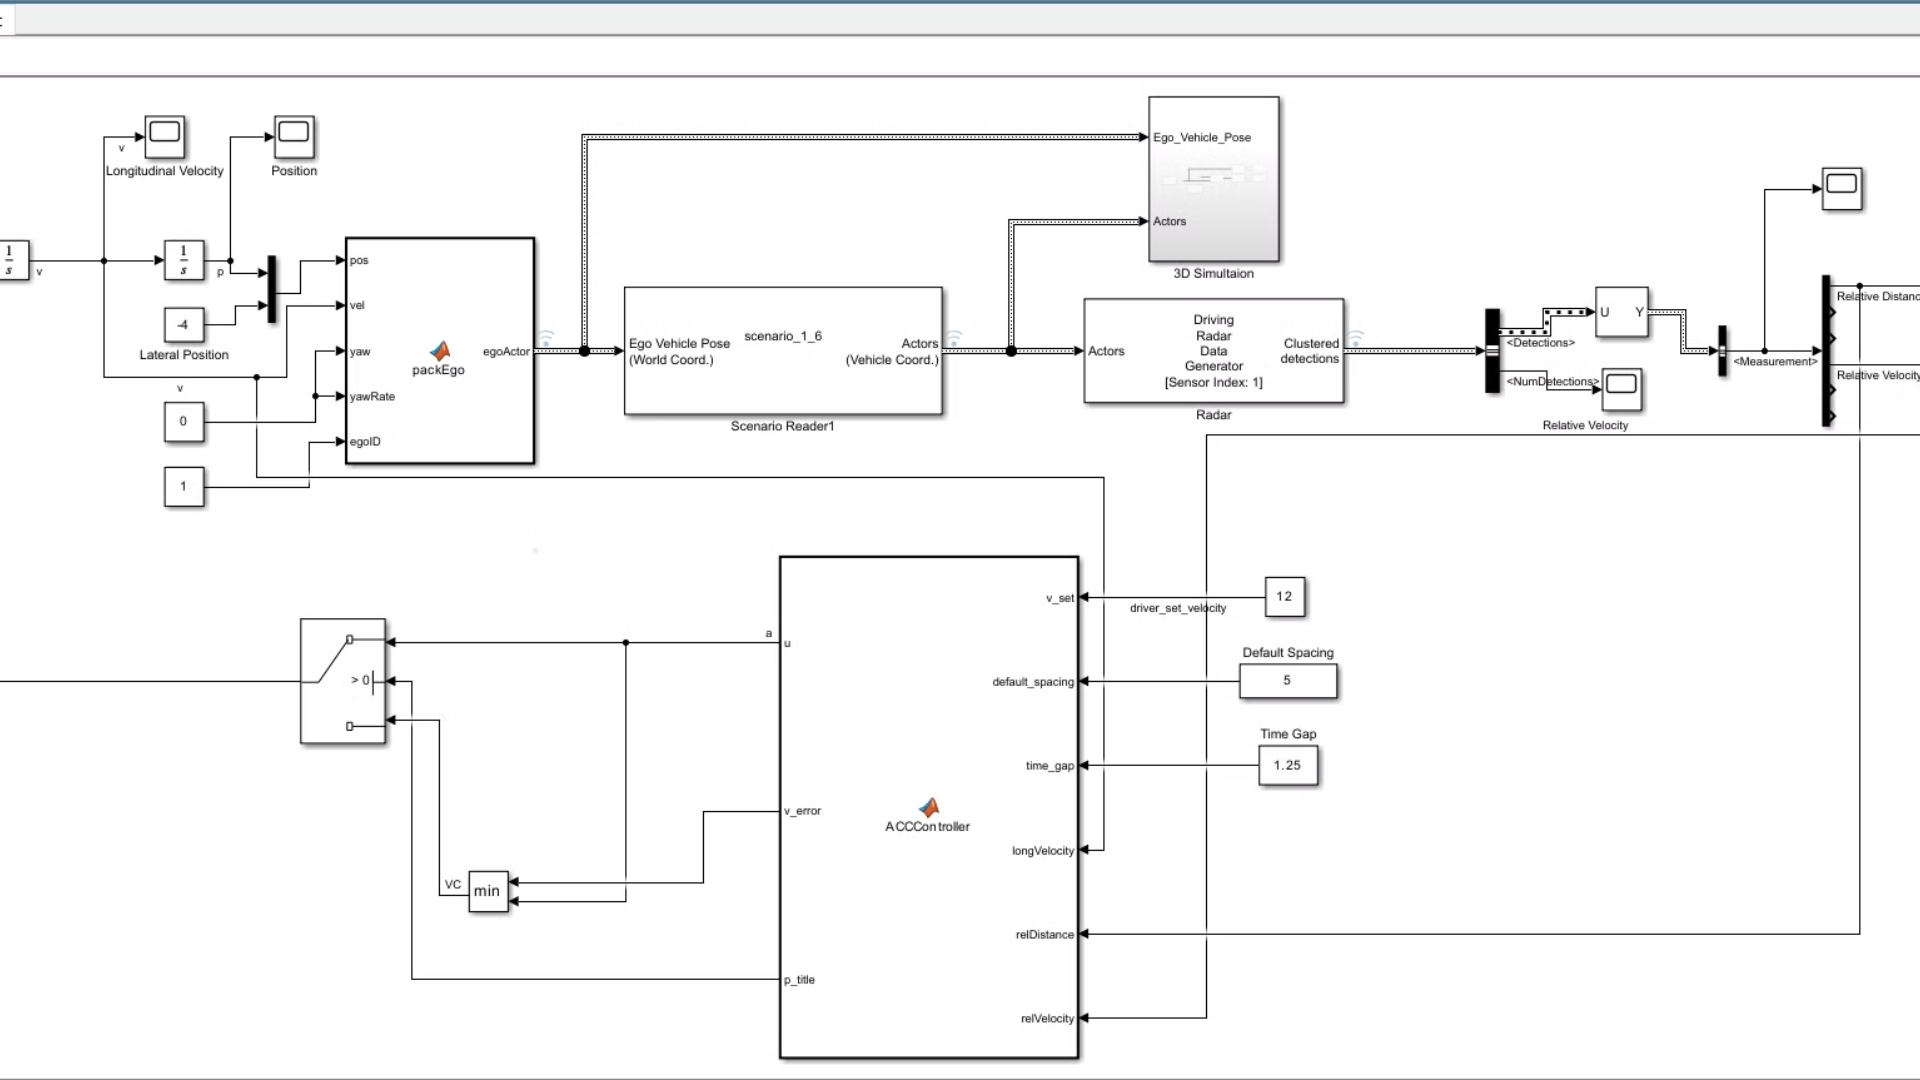 Ego_Vehicle_Pose
v
Longitudinal Velocity
Position
Actors
1
s
v
1
s
p
pos
3D Simultaion
-4
vel
Lateral Position
scenario_1_6
Ego Vehicle Pose
(World Coord.)
Actors
(Vehicle Coord.)
yaw
packEgo
egoActor
Actors
Driving
Radar
Data
Generator
[Sensor Index: 1]
Clustered
detections
U
Y
<Detections>
<Measurement>
Relative Distanc
Relative Velocity
<NumDetections>
v
yawRate
0
Scenario Reader1
Radar
Relative Velocity
egoID
1
v_set
driver_set_velocity
12
a
u
Default Spacing
> 0
default_spacing
5
Time Gap
time_gap
1.25
v_error
ACCController
longVelocity
VC
min
relDistance
p_title
relVelocity